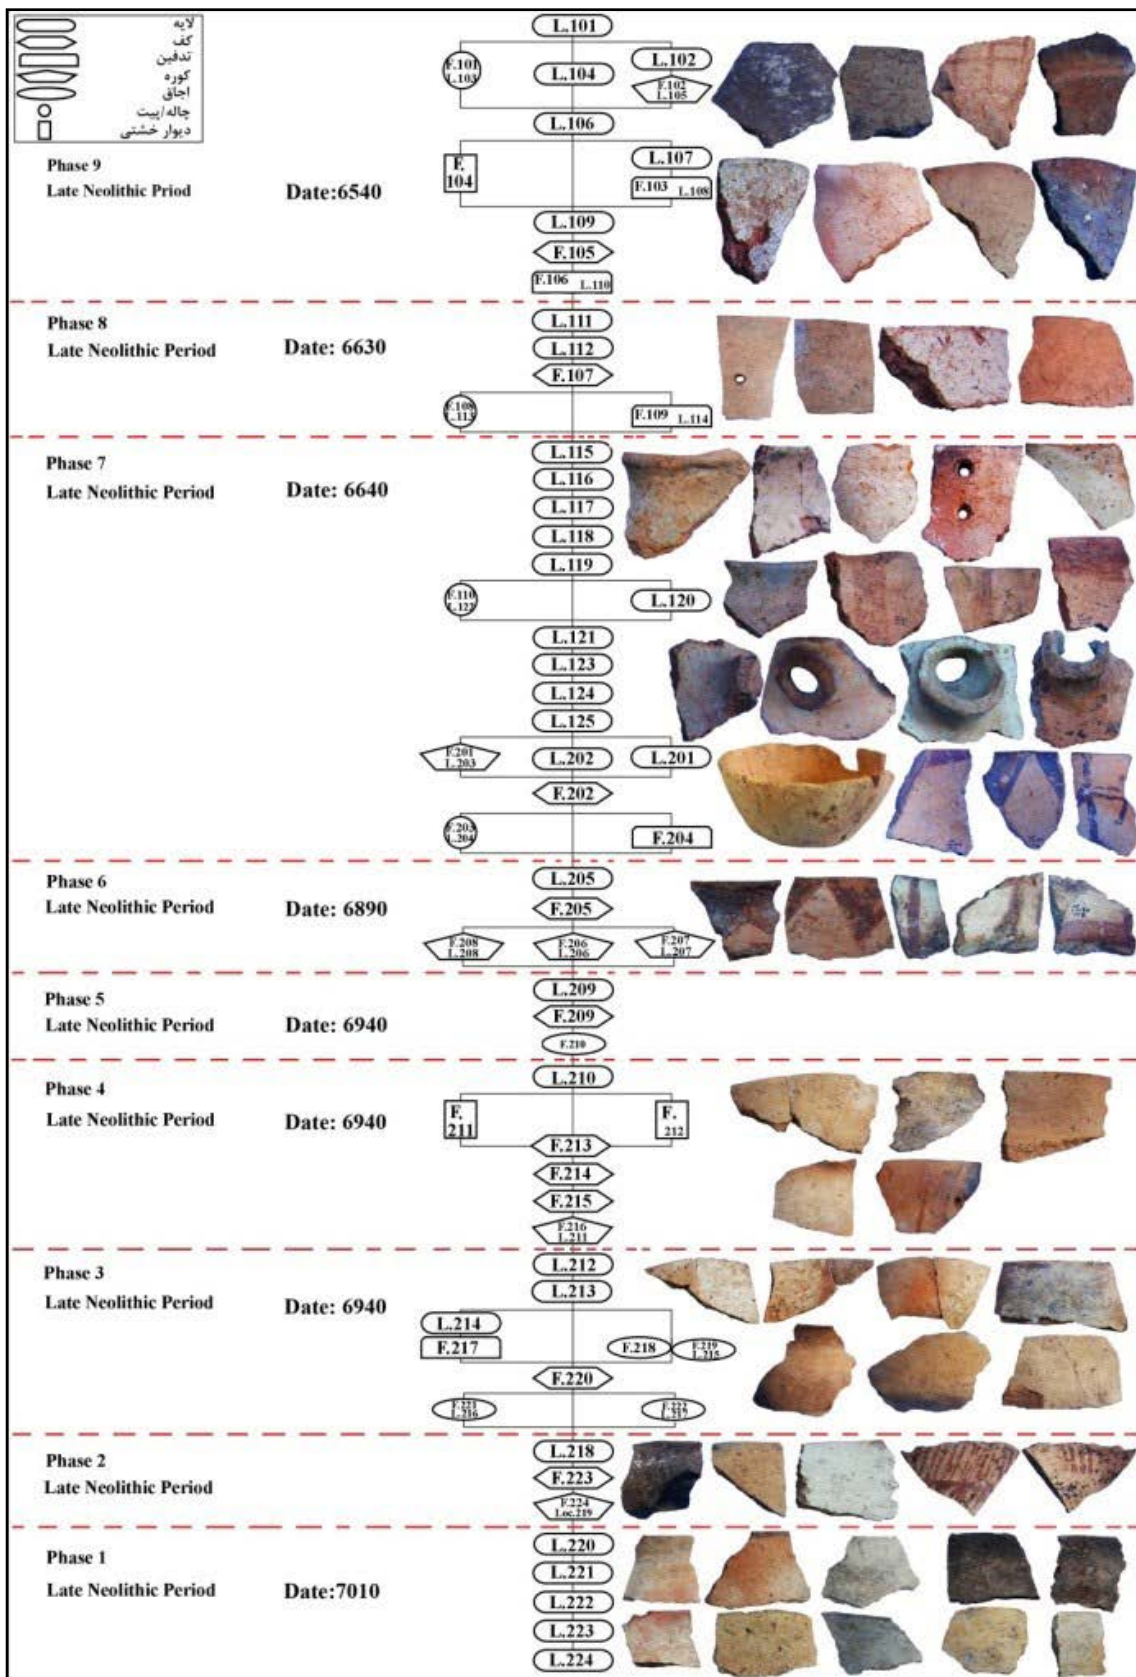 لایه
کف
تدفین
کوره
اجاق
چاله/پیت
دیوار خشتی
L.101
F.101
L.103
L.104
L.102
F.102
L.105
L.106
Phase 9
Late Neolithic Priod
Date:6540
F.
104
L.107
F.103 L.108
L.109
F.105
F.106 L.110
Phase 8
Late Neolithic Period
Date: 6630
L.111
L.112
F.107
F.108
L.113
F.109 L.114
Phase 7
Late Neolithic Period
Date: 6640
L.115
L.116
L.117
L.118
L.119
F.110
L.122
L.120
L.121
L.123
L.124
L.125
F.201
L.203
L.202
L.201
F.202
F.203
L.204
F.204
Phase 6
Late Neolithic Period
Date: 6890
L.205
F.205
F.208
L.208
F.206
L.206
F.207
L.207
Phase 5
Late Neolithic Period
Date: 6940
L.209
F.209
F.210
Phase 4
Late Neolithic Period
Date: 6940
L.210
F.
211
F.
212
F.213
F.214
F.215
F.216
L.211
Phase 3
Late Neolithic Period
Date: 6940
L.212
L.213
L.214
F.217
F.218
F.219
L.215
F.220
F.221
L.216
F.222
L.217
Phase 2
Late Neolithic Period
L.218
F.223
F.224
Loc.219
Phase 1
Late Neolithic Period
Date:7010
L.220
L.221
L.222
L.223
L.224